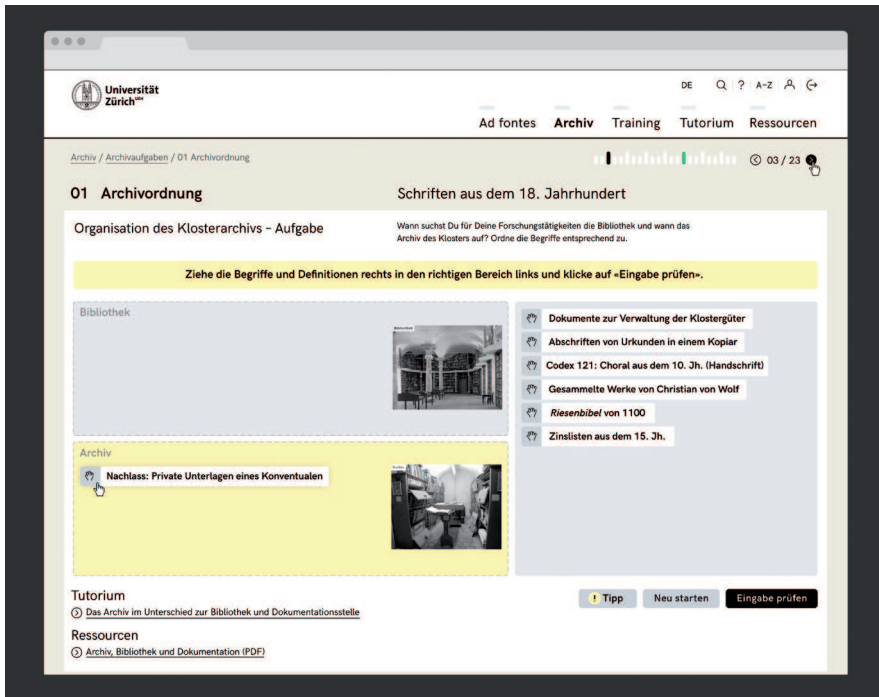 Universität
Zürich UZH
DE ? A-Z
Ad fontes Archiv Training Tutorium Ressourcen
Archiv / Archivaufgaben / 01 Archivordnung
03 / 23
01 Archivordnung
Schriften aus dem 18. Jahrhundert
Organisation des Klosterarchivs – Aufgabe
Wann suchst Du für Deine Forschungstätigkeiten die Bibliothek und wann das
Archiv des Klosters auf? Ordne die Begriffe entsprechend zu.
Ziehe die Begriffe und Definitionen rechts in den richtigen Bereich links und klicke auf «Eingabe prüfen».
Bibliothek
Bibliothek
Dokumente zur Verwaltung der Klostergüter
Abschriften von Urkunden in einem Kopiar
Codex 121: Choral aus dem 10. Jh. (Handschrift)
Gesammelte Werke von Christian von Wolf
Riesenbibel von 1100
Zinslisten aus dem 15. Jh.
Archiv
Archiv
Nachlass: Private Unterlagen eines Konventualen
Tutorium
Das Archiv im Unterschied zur Bibliothek und Dokumentationsstelle
! Tipp
Neu starten
Eingabe prüfen
Ressourcen
Archiv, Bibliothek und Dokumentation (PDF)